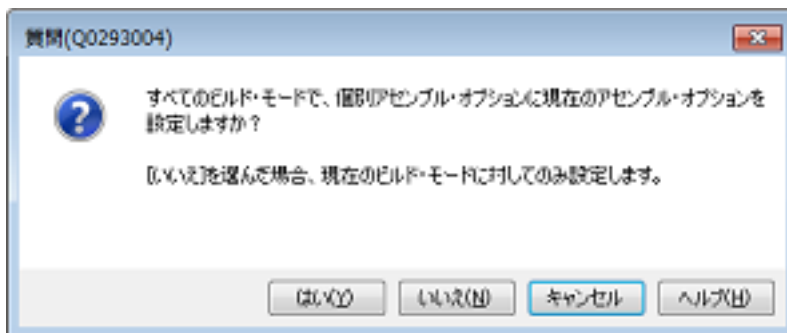 質問(Q0293004)
すべてのビルド・モードで、個別アセンブル・オプションに現在のアセンブル・オプションを
設定しますか？
[いいえ]を選んだ場合、現在のビルド・モードに対してのみ設定します。
はい(Y)
いいえ(N)
キャンセル
ヘルプ(H)